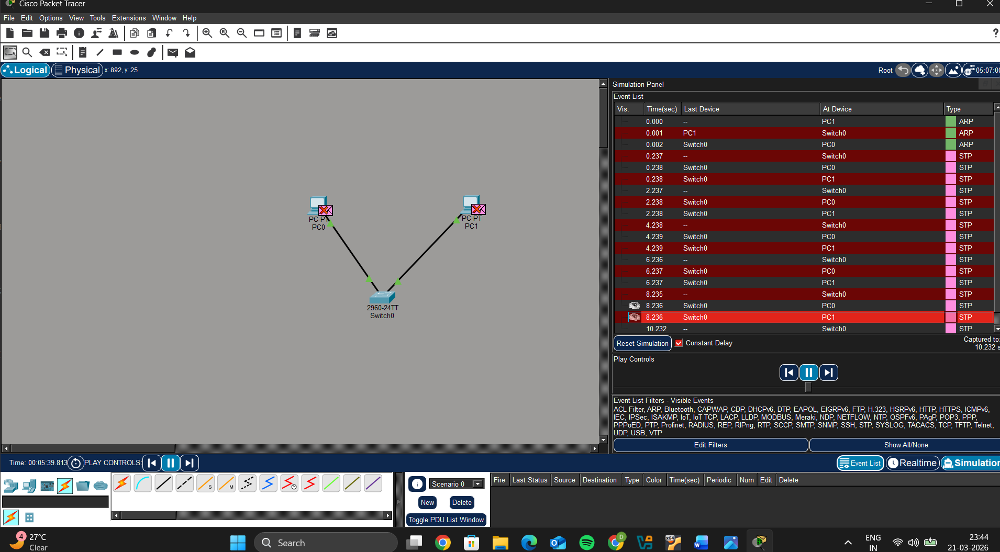 Cisco Packet Tracer
File Edit Options View Tools Extensions Window Help
?
Logical Physical x: 892, y: 25 Root 05:07:00
Simulation Panel
Event List
Vis. Time(sec) Last Device At Device Type
0.000 -- PC1 ARP
0.001 PC1 Switch0 ARP
0.002 Switch0 PC0 ARP
0.237 -- Switch0 STP
0.238 Switch0 PC0 STP
0.238 Switch0 PC1 STP
2.237 -- Switch0 STP
2.238 Switch0 PC0 STP
2.238 Switch0 PC1 STP
4.238 -- Switch0 STP
4.239 Switch0 PC0 STP
4.239 Switch0 PC1 STP
6.236 -- Switch0 STP
6.237 Switch0 PC0 STP
6.237 Switch0 PC1 STP
8.235 -- Switch0 STP
8.236 Switch0 PC0 STP
8.236 Switch0 PC1 STP
10.232 -- Switch0 STP
PC-PT
PC0
PC-PT
PC1
2960-24TT
Switch0
Reset Simulation Constant Delay Captured to:
10.232 s
Play Controls
Event List Filters - Visible Events
ACL Filter, ARP, Bluetooth, CAPWAP, CDP, DHCPv6, DTP, EAPOL, EIGRPv6, FTP, H.323, HSRPv6, HTTP, HTTPS, ICMPv6,
IEC, IPSec, ISAKMP, IoT, IoT TCP, LACP, LLDP, MODBUS, Meraki, NDP, NETFLOW, NTP, OSPFv6, PAgP, POP3, PPP,
PPPoED, PTP, Profinet, RADIUS, REP, RIPng, RTP, SCCP, SMTP, SNMP, SSH, STP, SYSLOG, TACACS, TCP, TFTP, Telnet,
UDP, USB, VTP
Edit Filters Show All/None
Time: 00:05:39.813 PLAY CONTROLS: Event List Realtime Simulation
S M
Scenario 0
New Delete
Toggle PDU List Window
Fire Last Status Source Destination Type Color Time(sec) Periodic Num Edit Delete
4 27°C
Clear
Search
D
x64
W
ENG
IN
23:44
21-03-2026